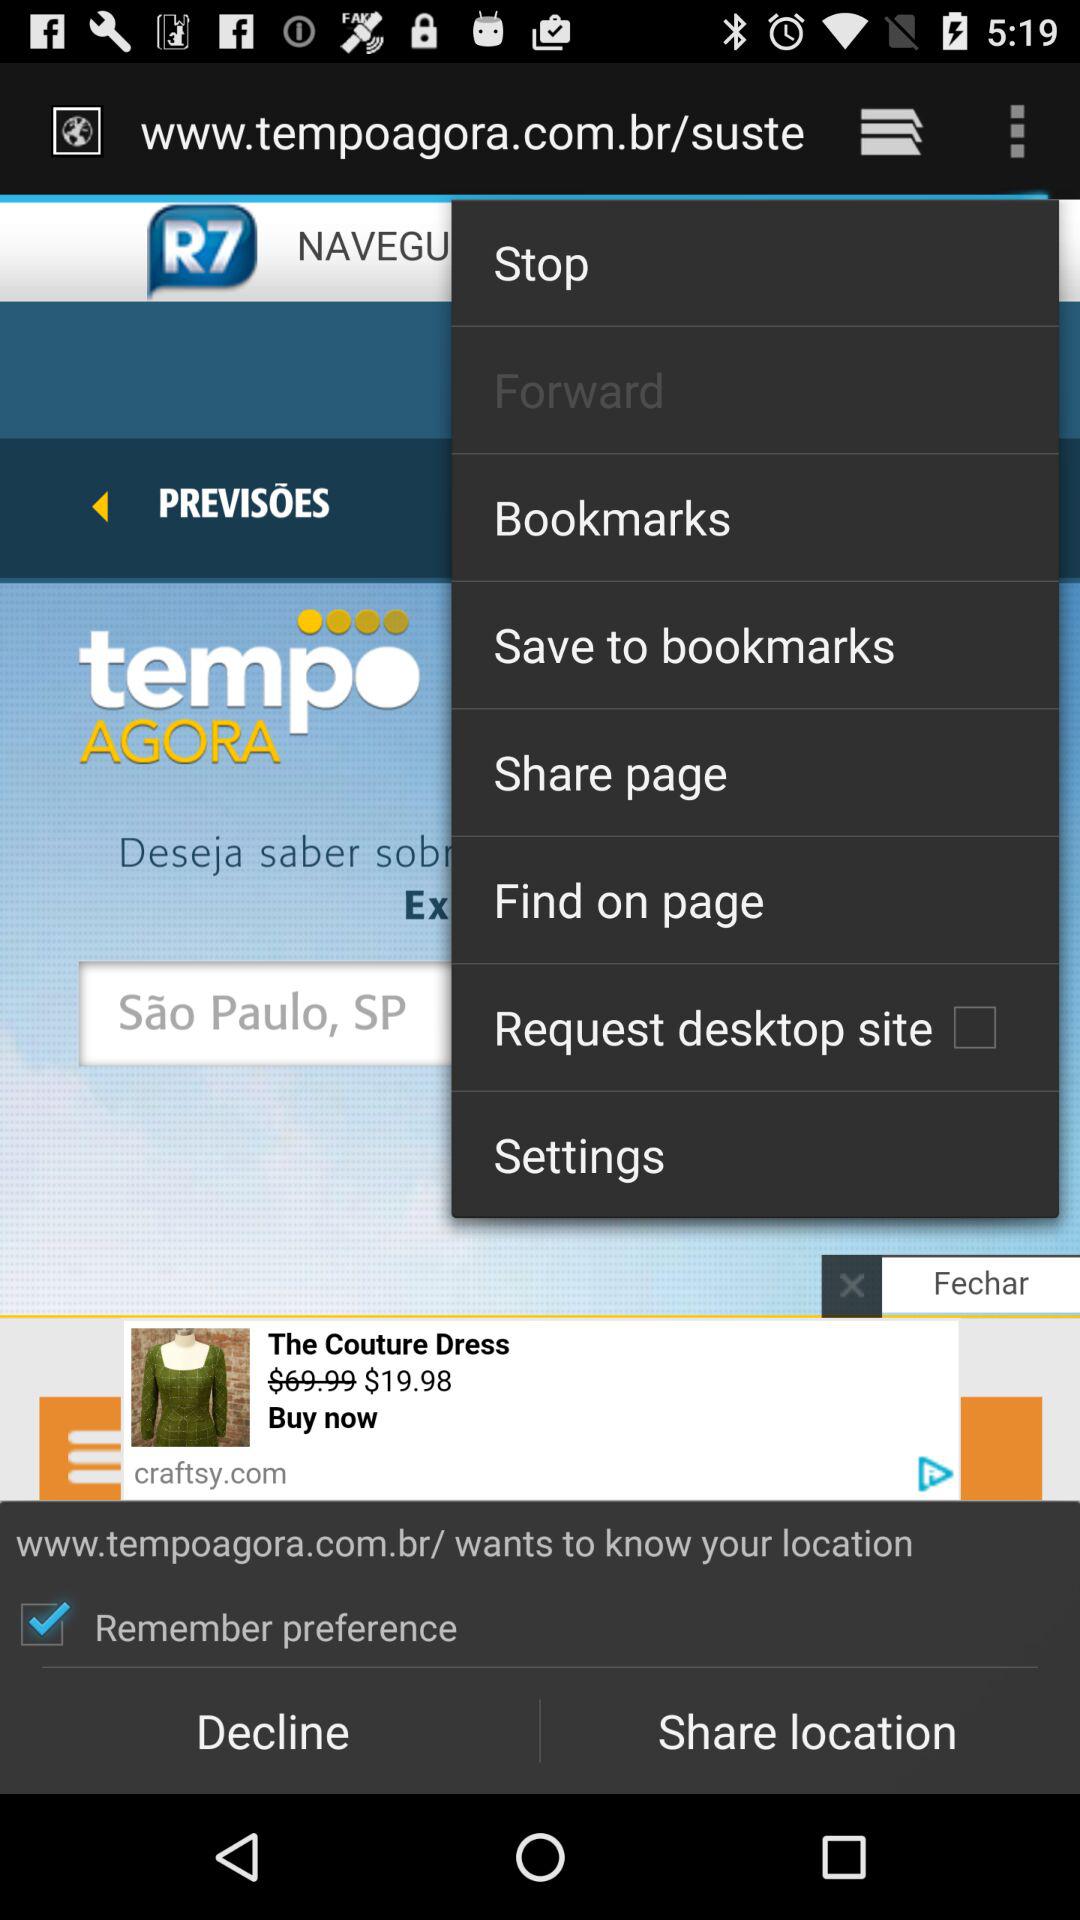 FAKE
5:19
www.tempoagora.com.br/suste
R7 NAVEGU
Stop
Forward
PREVISÕES
Bookmarks
tempo
AGORA
Save to bookmarks
Share page
Deseja saber sobr
Ex
Find on page
São Paulo, SP
Request desktop site
Settings
Fechar
The Couture Dress
$69.99 $19.98
Buy now
craftsy.com
www.tempoagora.com.br/ wants to know your location
Remember preference
Decline Share location